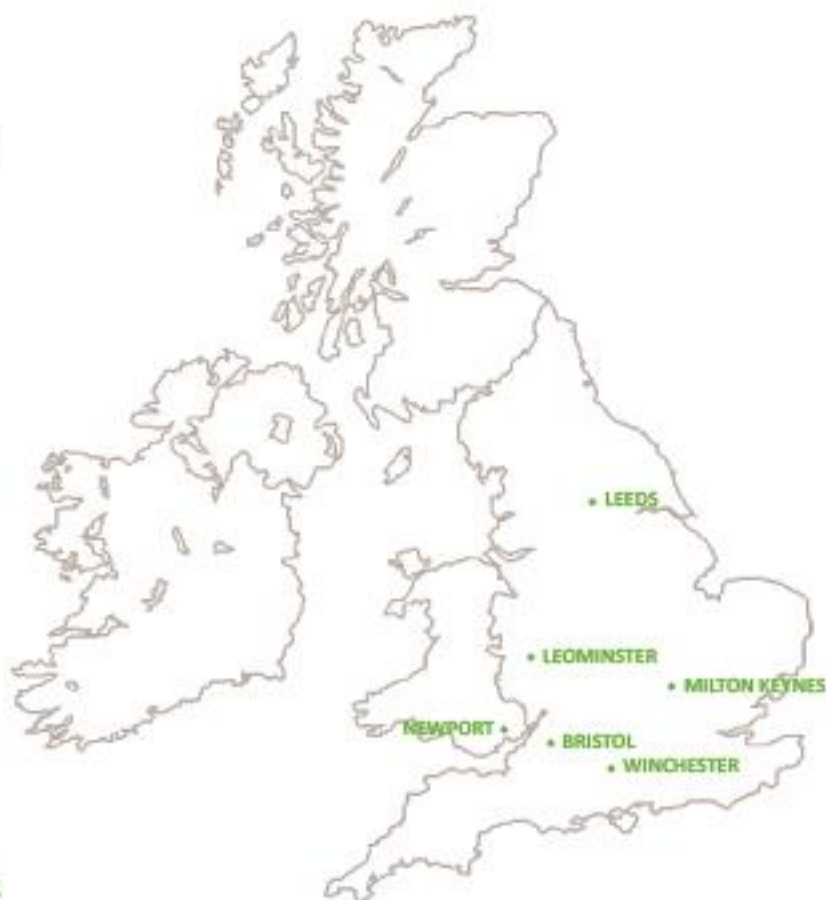 LEEDS
LEOMINSTER
MILTON KEYNES
NEWPORT
BRISTOL
WINCHESTER